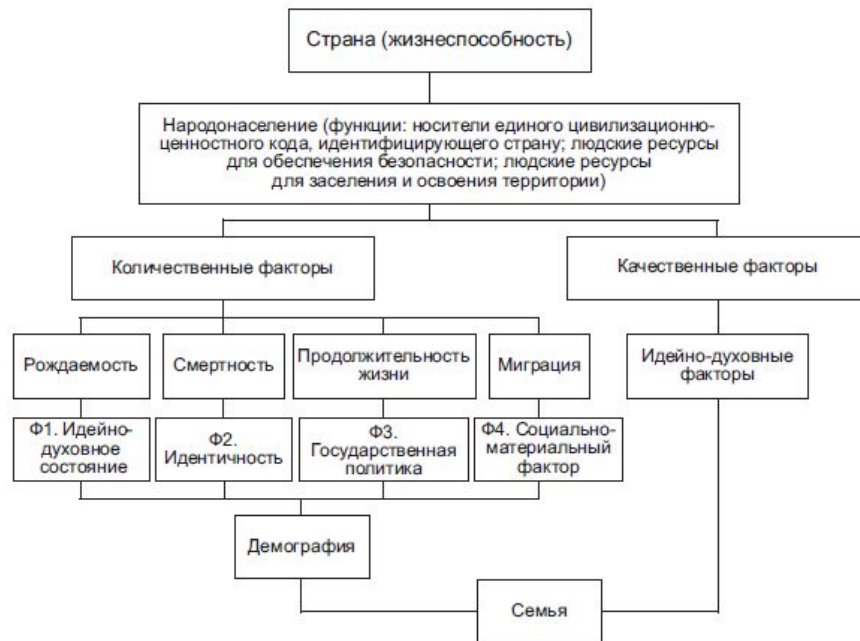 Страна (жизнеспособность)
Народонаселение (функции: носители единого цивилизационно-
ценностного кода, идентифицирующего страну; людские ресурсы
для обеспечения безопасности; людские ресурсы
для заселения и освоения территории)
Количественные факторы
Качественные факторы
Рождаемость
Смертность
Продолжительность
жизни
Миграция
Идейно-духовные
факторы
Ф1. Идейно-
духовное
состояние
Ф2.
Идентичность
Ф3.
Государственная
политика
Ф4. Социально-
материальный
фактор
Демография
Семья